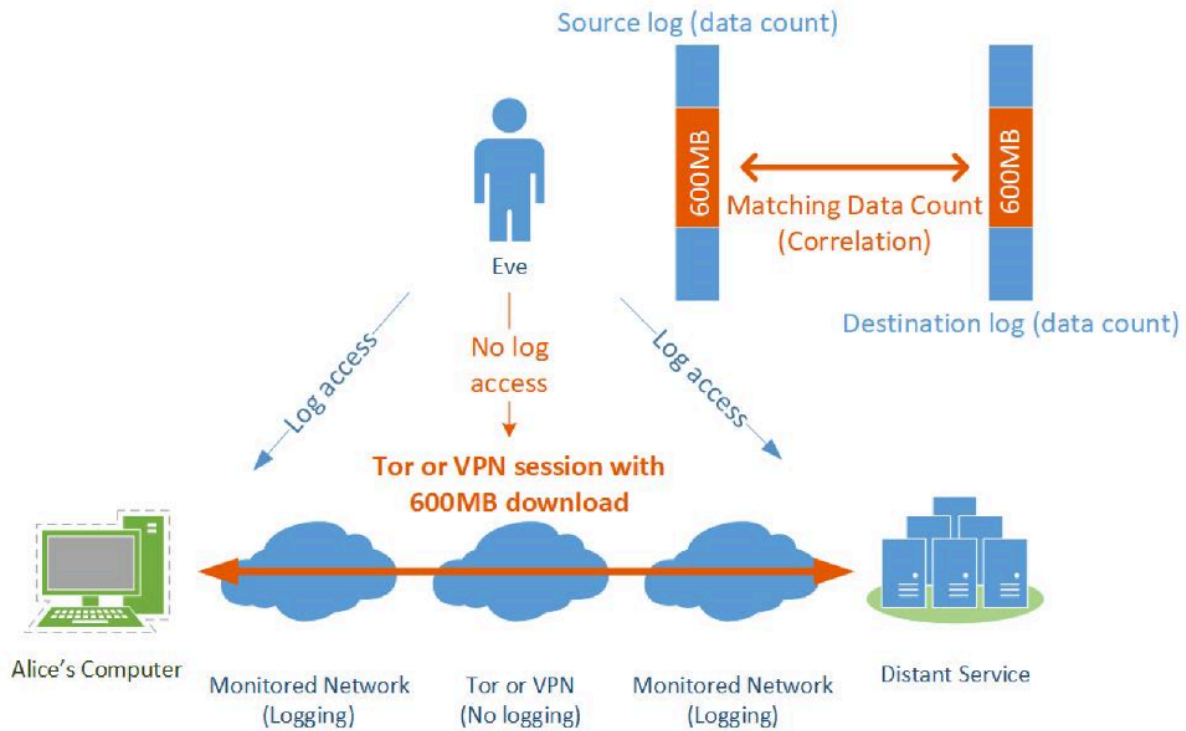 Source log (data count)
600MB
600MB
Matching Data Count
(Correlation)
Destination log (data count)
Eve
Log access
No log
access
Log access
Tor or VPN session with
600MB download
Alice's Computer
Monitored Network
(Logging)
Tor or VPN
(No logging)
Monitored Network
(Logging)
Distant Service